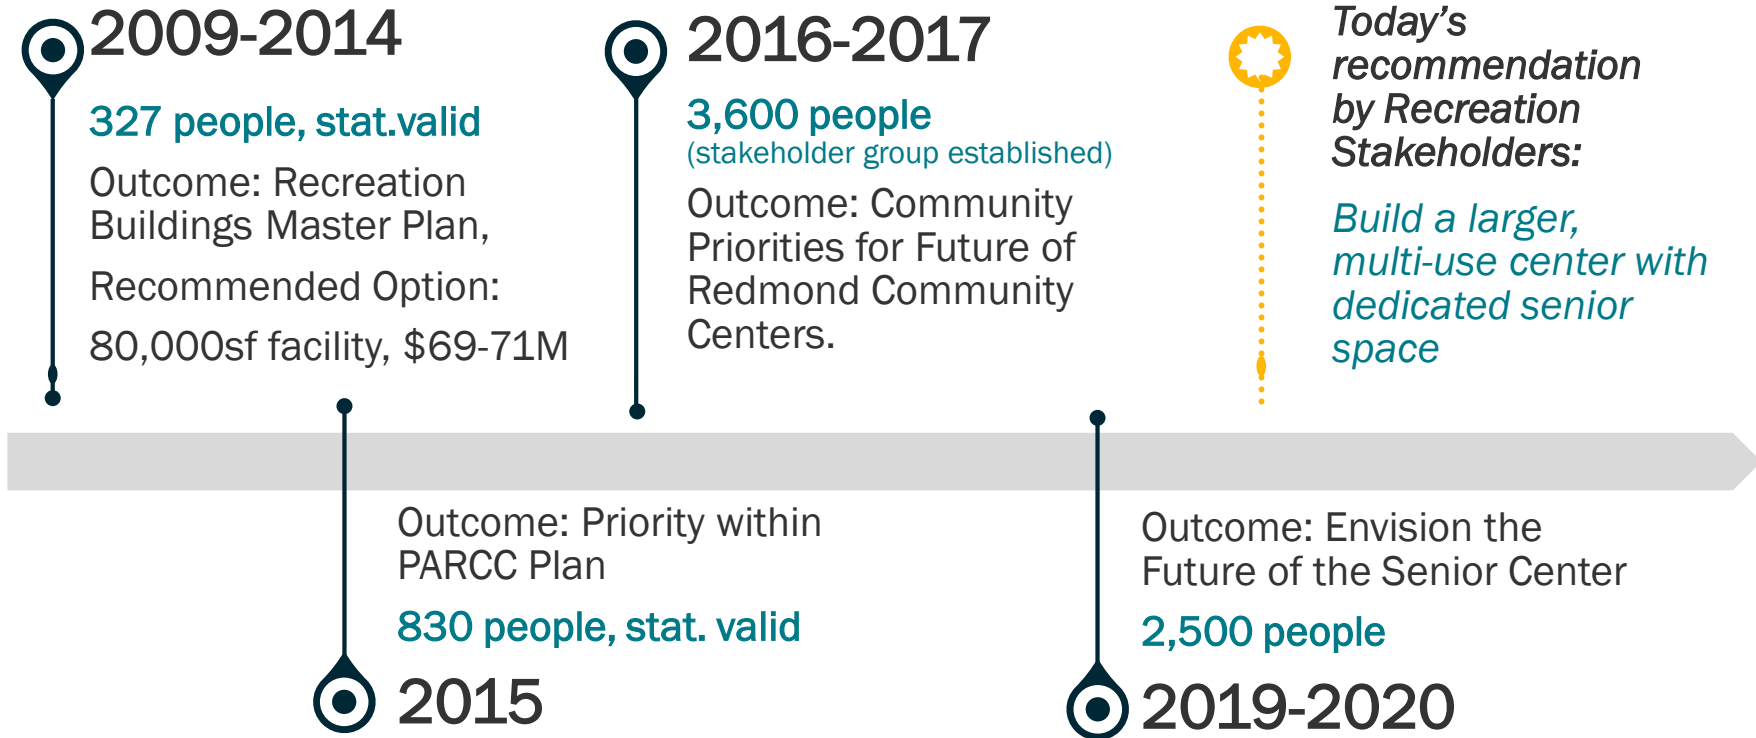 2009-2014
327 people, stat.valid
Outcome: Recreation
Buildings Master Plan,
Recommended Option:
80,000sf facility, $69-71M
2016-2017
3,600 people
(stakeholder group established)
Outcome: Community
Priorities for Future of
Redmond Community
Centers.
Today's
recommendation
by Recreation
Stakeholders:
Build a larger,
multi-use center with
dedicated senior
space
Outcome: Priority within
PARCC Plan
830 people, stat. valid
2015
Outcome: Envision the
Future of the Senior Center
2,500 people
2019-2020